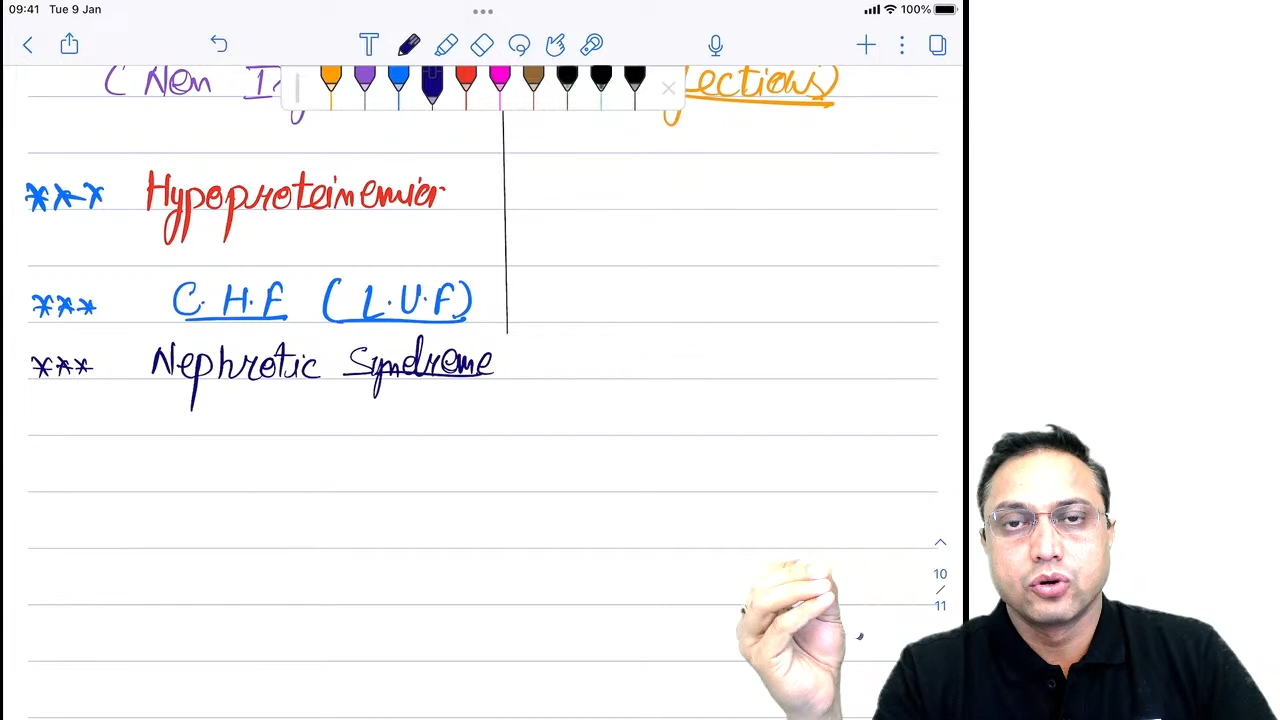 09:41 Tue 9 Jan 100%
T
( Non
ections)
*** Hypoproteinemia
*** C.H.F (L.V.F)
*** Nephrotic Syndrome
10
/
11